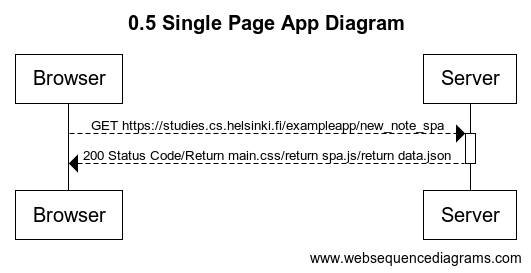 0.5 Single Page App Diagram
Browser Server
GET https://studies.cs.helsinki.fi/exampleapp/new_note_spa
200 Status Code/Return main.css/return spa.js/return data.json
Browser Server
www.websequencediagrams.com